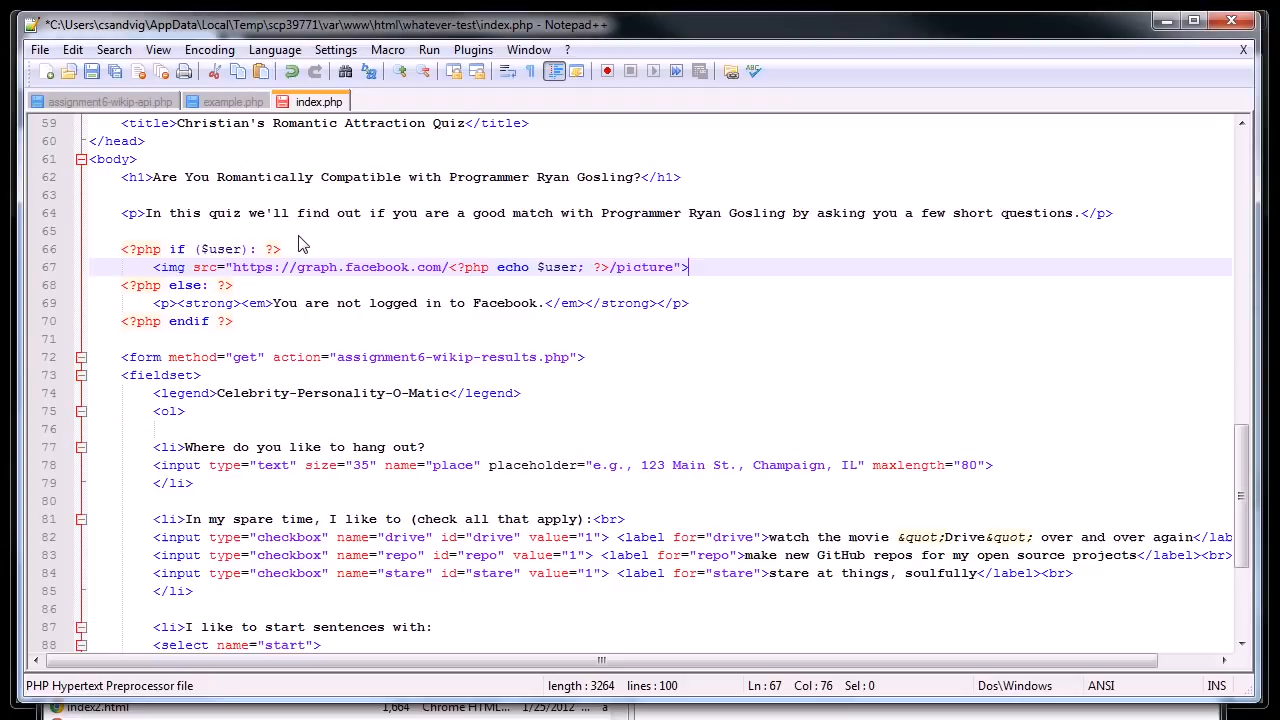 *C:\Users\csandvig\AppData\Local\Temp\scp39771\var\www\html\whatever-test\index.php - Notepad++
File Edit Search View Encoding Language Settings Macro Run Plugins Window ? X
assignment6-wikip-api.php example.php index.php
59 <title>Christian's Romantic Attraction Quiz</title>
60 </head>
61 <body>
62 <h1>Are You Romantically Compatible with Programmer Ryan Gosling?</h1>
63
64 <p>In this quiz we'll find out if you are a good match with Programmer Ryan Gosling by asking you a few short questions.</p>
65
66 <?php if ($user): ?>
67 <img src="https://graph.facebook.com/<?php echo $user; ?>/picture">
68 <?php else: ?>
69 <p><strong><em>You are not logged in to Facebook.</em></strong></p>
70 <?php endif ?>
71
72 <form method="get" action="assignment6-wikip-results.php">
73 <fieldset>
74 <legend>Celebrity-Personality-O-Matic</legend>
75 <ol>
76
77 <li>Where do you like to hang out?
78 <input type="text" size="35" name="place" placeholder="e.g., 123 Main St., Champaign, IL" maxlength="80">
79 </li>
80
81 <li>In my spare time, I like to (check all that apply):<br>
82 <input type="checkbox" name="drive" id="drive" value="1"> <label for="drive">watch the movie &quot;Drive&quot; over and over again</lab
83 <input type="checkbox" name="repo" id="repo" value="1"> <label for="repo">make new GitHub repos for my open source projects</label><br>
84 <input type="checkbox" name="stare" id="stare" value="1"> <label for="stare">stare at things, soulfully</label><br>
85 </li>
86
87 <li>I like to start sentences with:
88 <select name="start">
PHP Hypertext Preprocessor file length : 3264 lines : 100 Ln : 67 Col : 76 Sel : 0 Dos\Windows ANSI INS
index2.html 1,664 Chrome HTML... 1/25/2012 ... a